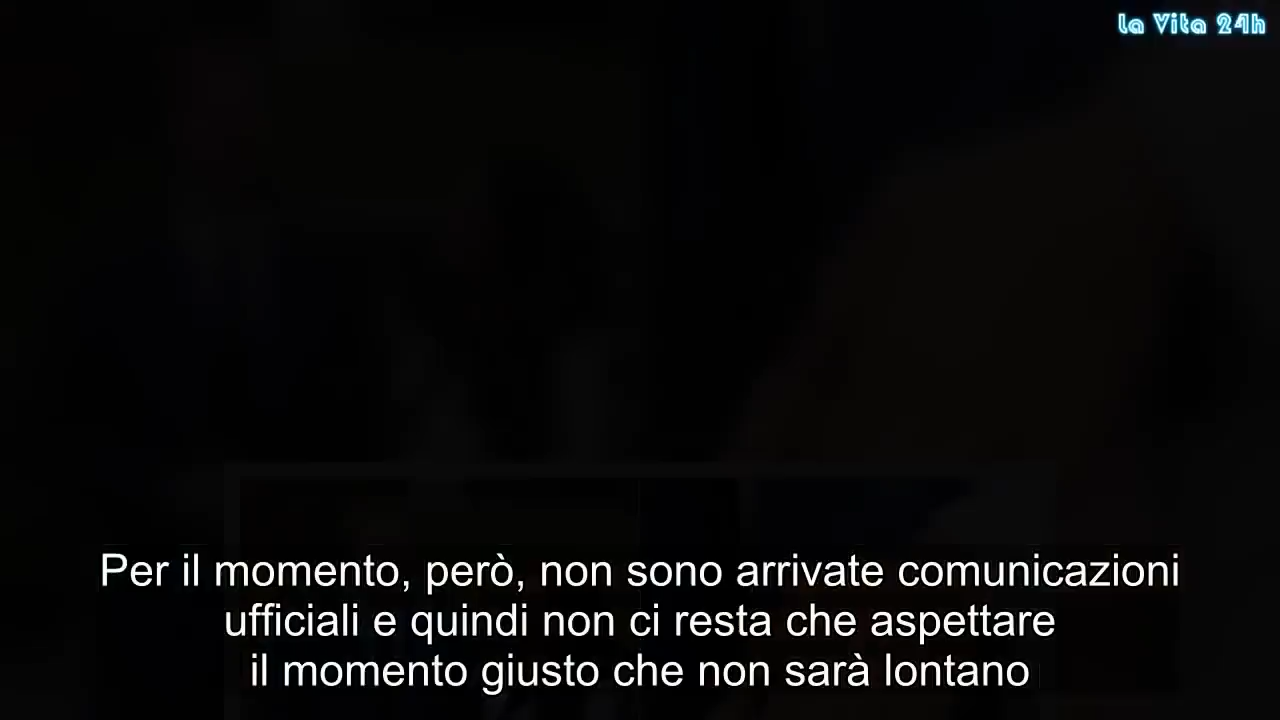 la Vita 24h
Per il momento, però, non sono arrivate comunicazioni
ufficiali e quindi non ci resta che aspettare
il momento giusto che non sarà lontano